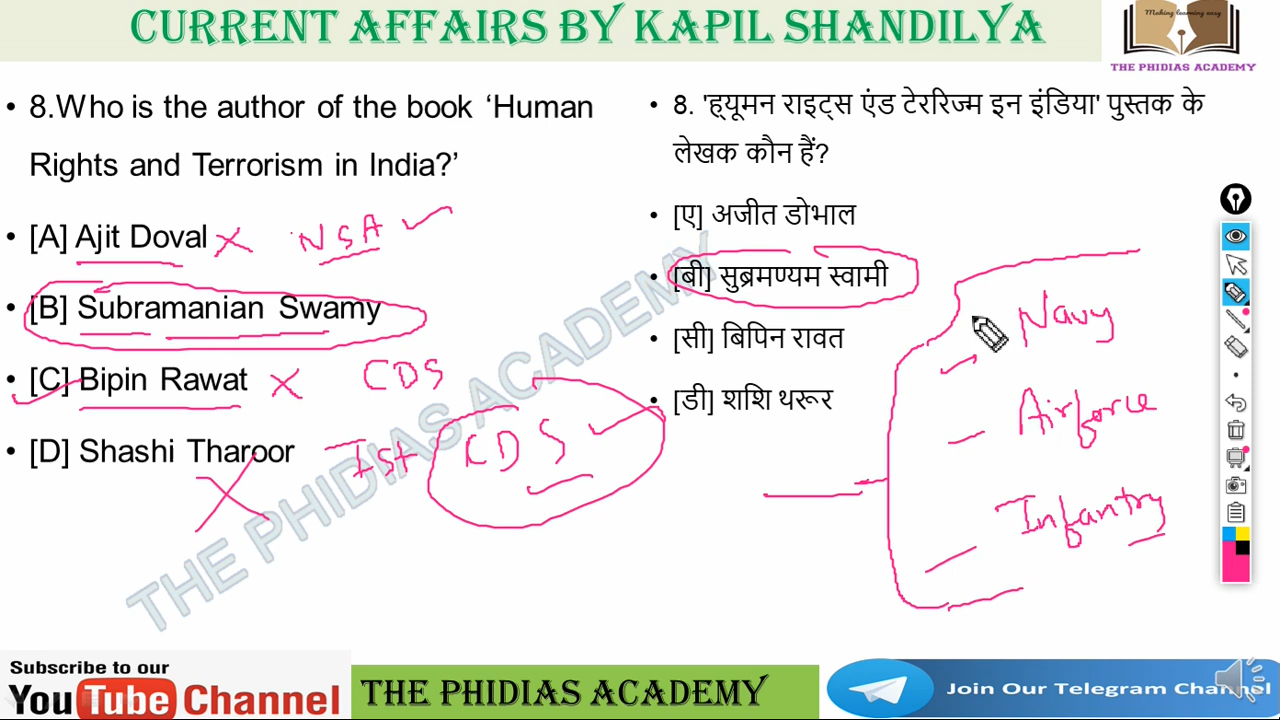 CURRENT AFFAIRS BY KAPIL SHANDILYA
Making learning easy
THE PHIDIAS ACADEMY
• 8.Who is the author of the book ‘Human
Rights and Terrorism in India?’
• [A] Ajit Doval NSA
• [B] Subramanian Swamy
• [C] Bipin Rawat CDS
• [D] Shashi Tharoor Ist CDS
• 8. 'ह्यूमन राइट्स एंड टेररिज्म इन इंडिया' पुस्तक के
लेखक कौन हैं?
• [ए] अजीत डोभाल
• [बी] सुब्रमण्यम स्वामी
• [सी] बिपिन रावत
• [डी] शशि थरूर
Navy
Airforce
Infantry
THE PHIDIAS ACADEMY
Subscribe to our
YouTube Channel
THE PHIDIAS ACADEMY
Join Our Telegram Channel